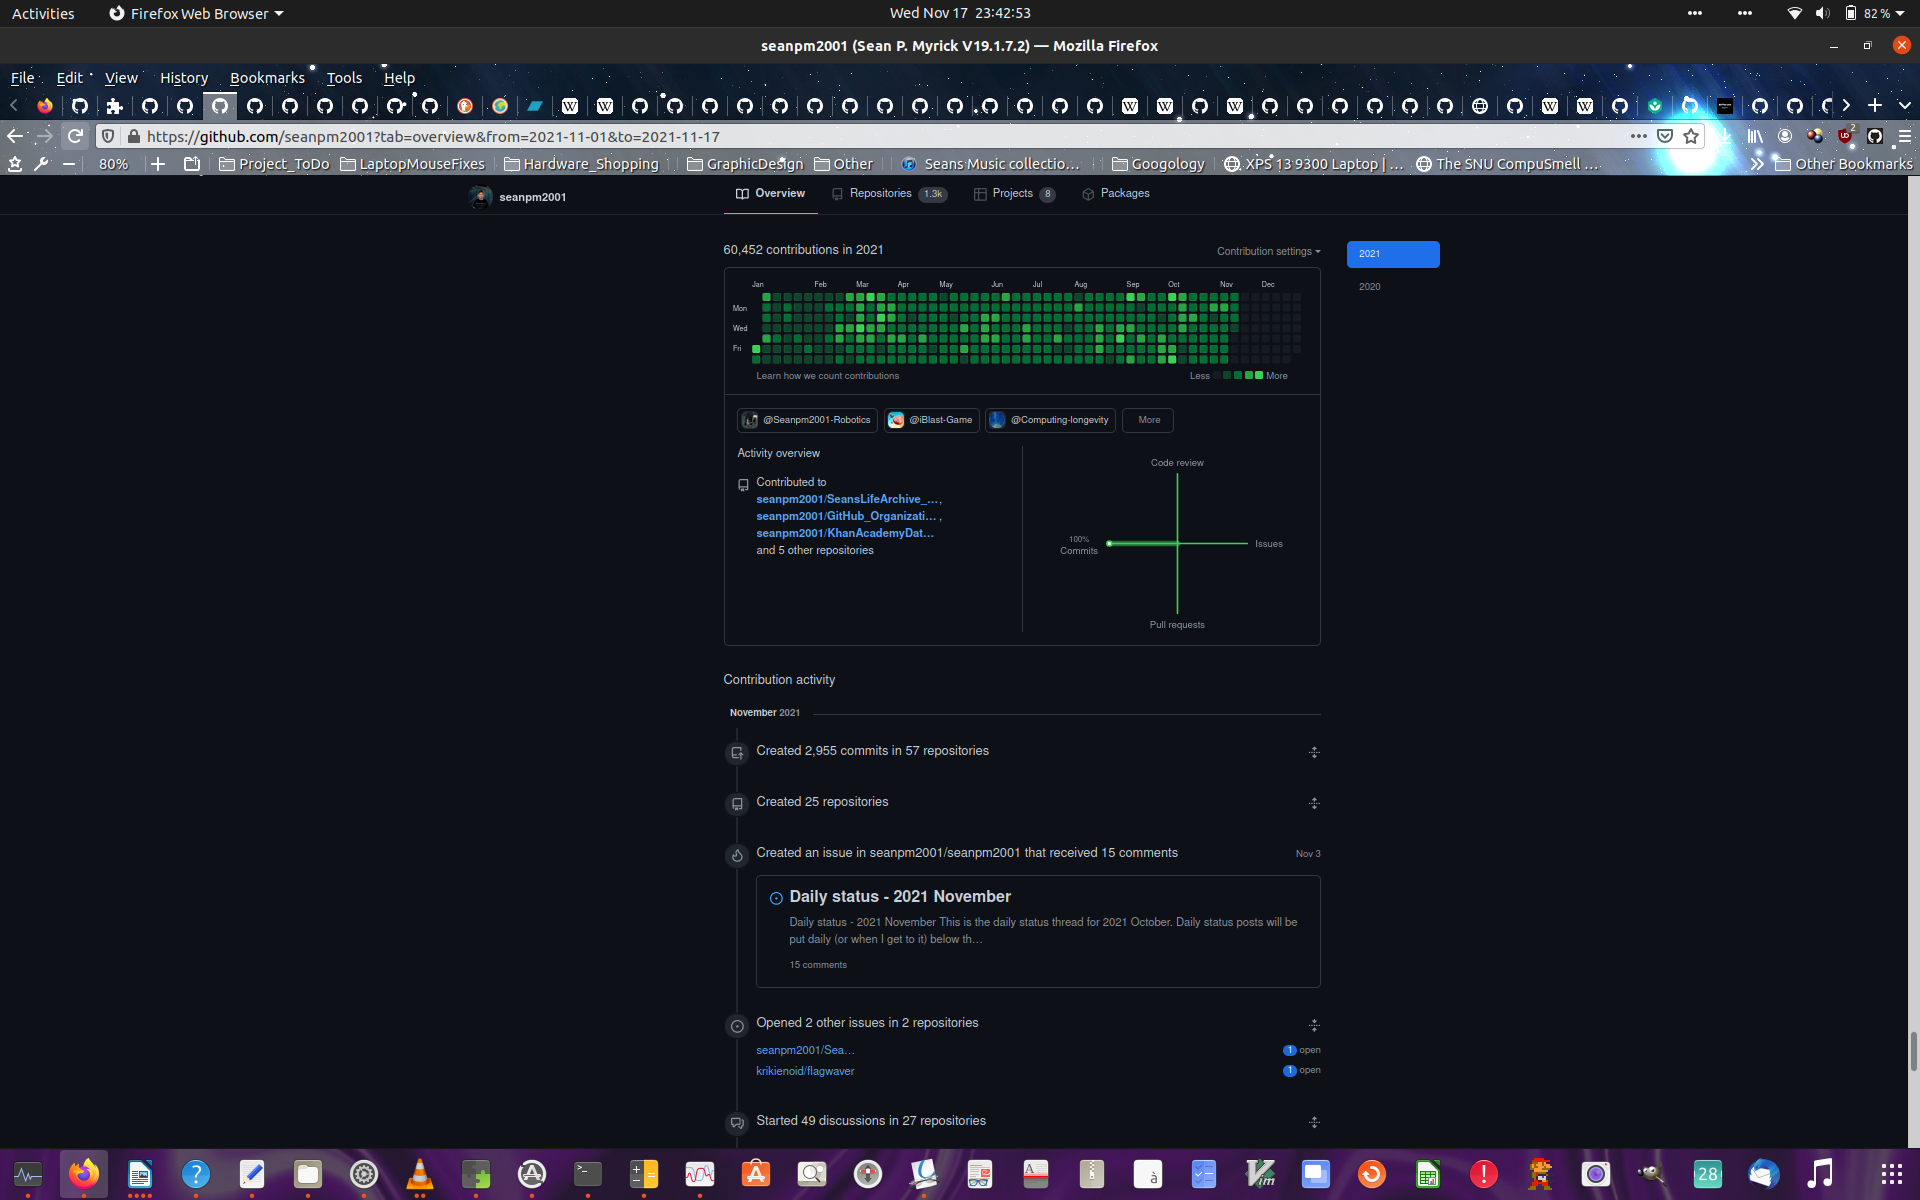 Activities
Firefox Web Browser
Wed Nov 17 23:42:53
82 %
seanpm2001 (Sean P. Myrick V19.1.7.2) — Mozilla Firefox
File Edit View History Bookmarks Tools Help
https://github.com/seanpm2001?tab=overview&from=2021-11-01&to=2021-11-17
2
80%
Project_ToDo
LaptopMouseFixes
Hardware_Shopping
GraphicDesign
Other
Seans Music collectio…
Googology
XPS 13 9300 Laptop | …
The SNU CompuSmell …
Other Bookmarks
seanpm2001
Overview
Repositories 1.3k
Projects 8
Packages
60,452 contributions in 2021
Contribution settings
2021
2020
Jan Feb Mar Apr May Jun Jul Aug Sep Oct Nov Dec
Mon
Wed
Fri
Learn how we count contributions
Less More
@Seanpm2001-Robotics
@iBlast-Game
@Computing-longevity
More
Activity overview
Contributed to
seanpm2001/SeansLifeArchive_…,
seanpm2001/GitHub_Organizati… ,
seanpm2001/KhanAcademyDat…
and 5 other repositories
Code review
100%
Commits
Issues
Pull requests
Contribution activity
November 2021
Created 2,955 commits in 57 repositories
Created 25 repositories
Created an issue in seanpm2001/seanpm2001 that received 15 comments
Nov 3
Daily status - 2021 November
Daily status - 2021 November This is the daily status thread for 2021 October. Daily status posts will be
put daily (or when I get to it) below th…
15 comments
Opened 2 other issues in 2 repositories
seanpm2001/Sea…
1 open
krikienoid/flagwaver
1 open
Started 49 discussions in 27 repositories
28